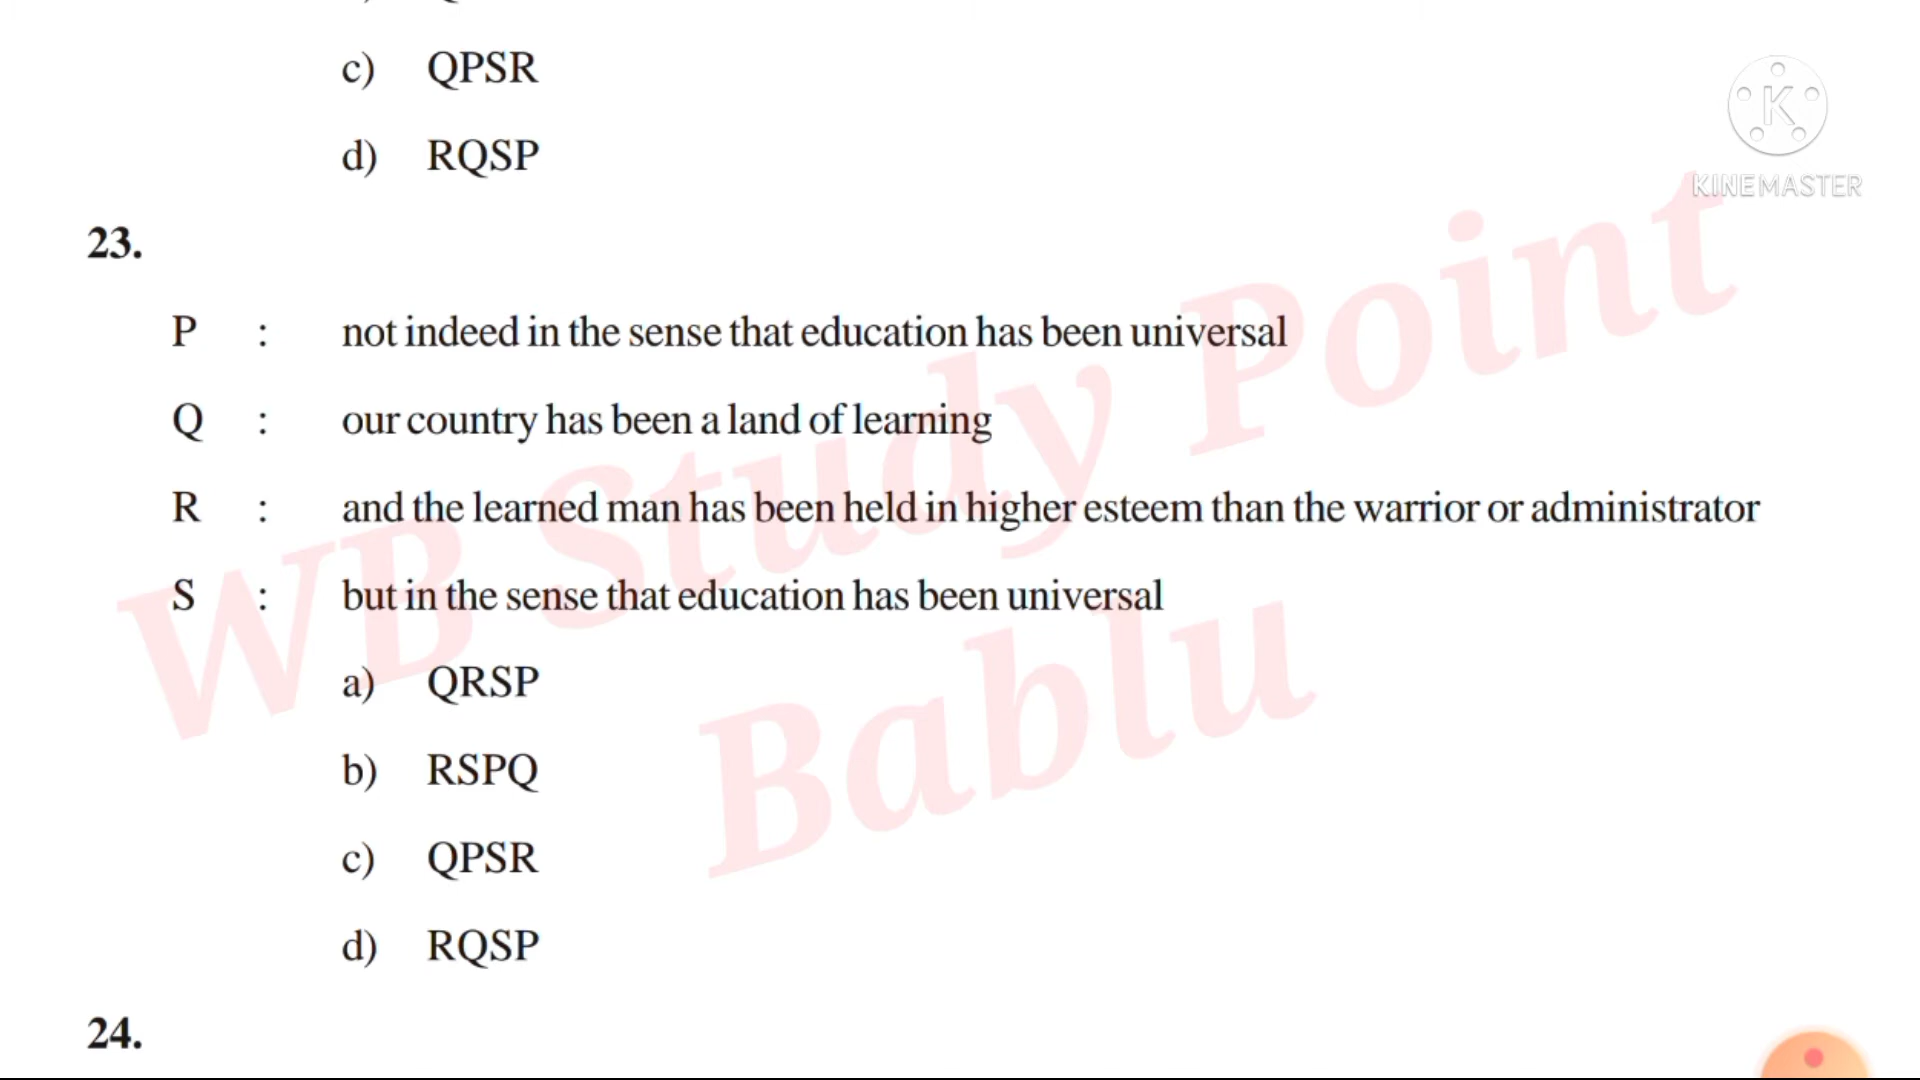 c) QPSR
d) RQSP
K
KINEMASTER
23.
P : not indeed in the sense that education has been universal
Q : our country has been a land of learning
R : and the learned man has been held in higher esteem than the warrior or administrator
S : but in the sense that education has been universal
a) QRSP
b) RSPQ
c) QPSR
d) RQSP
24.
WB Study Point
Bablu